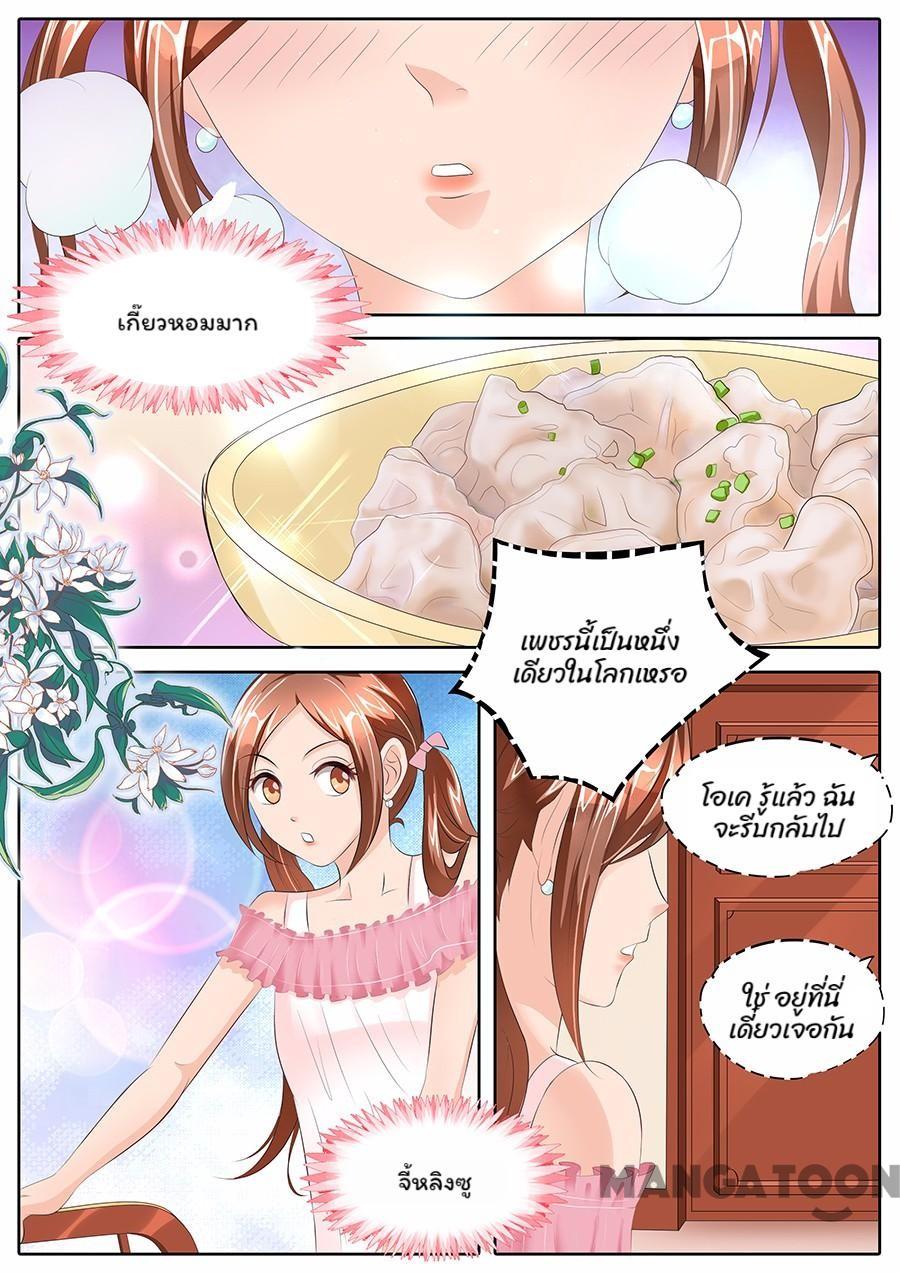 เกี๊ยวหอมมาก
เพชรนี้เป็นหนึ่ง
เดียวในโลกเหรอ
โอเค รู้แล้ว ฉัน
จะรีบกลับไป
ใช่ อยู่ที่นี่
เดี๋ยวเจอกัน
จี้หลิงซู
MANGATOON